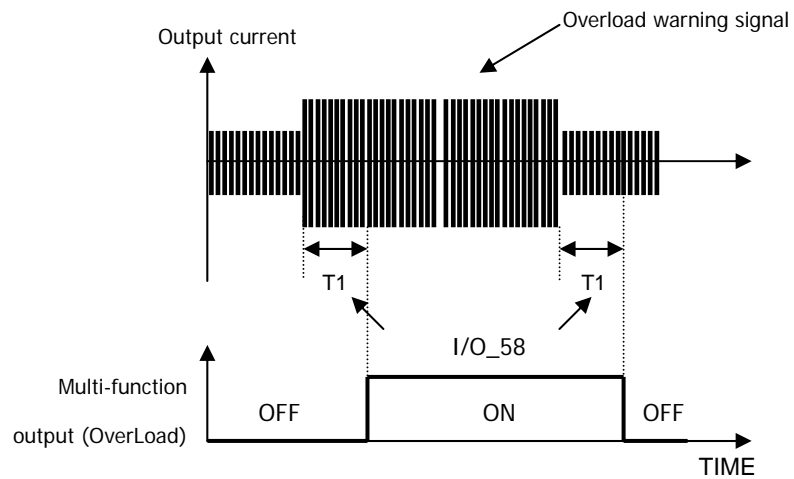 Overload warning signal
Output current
T1
T1
I/O_58
Multi-function
OFF
ON
OFF
output (OverLoad)
TIME